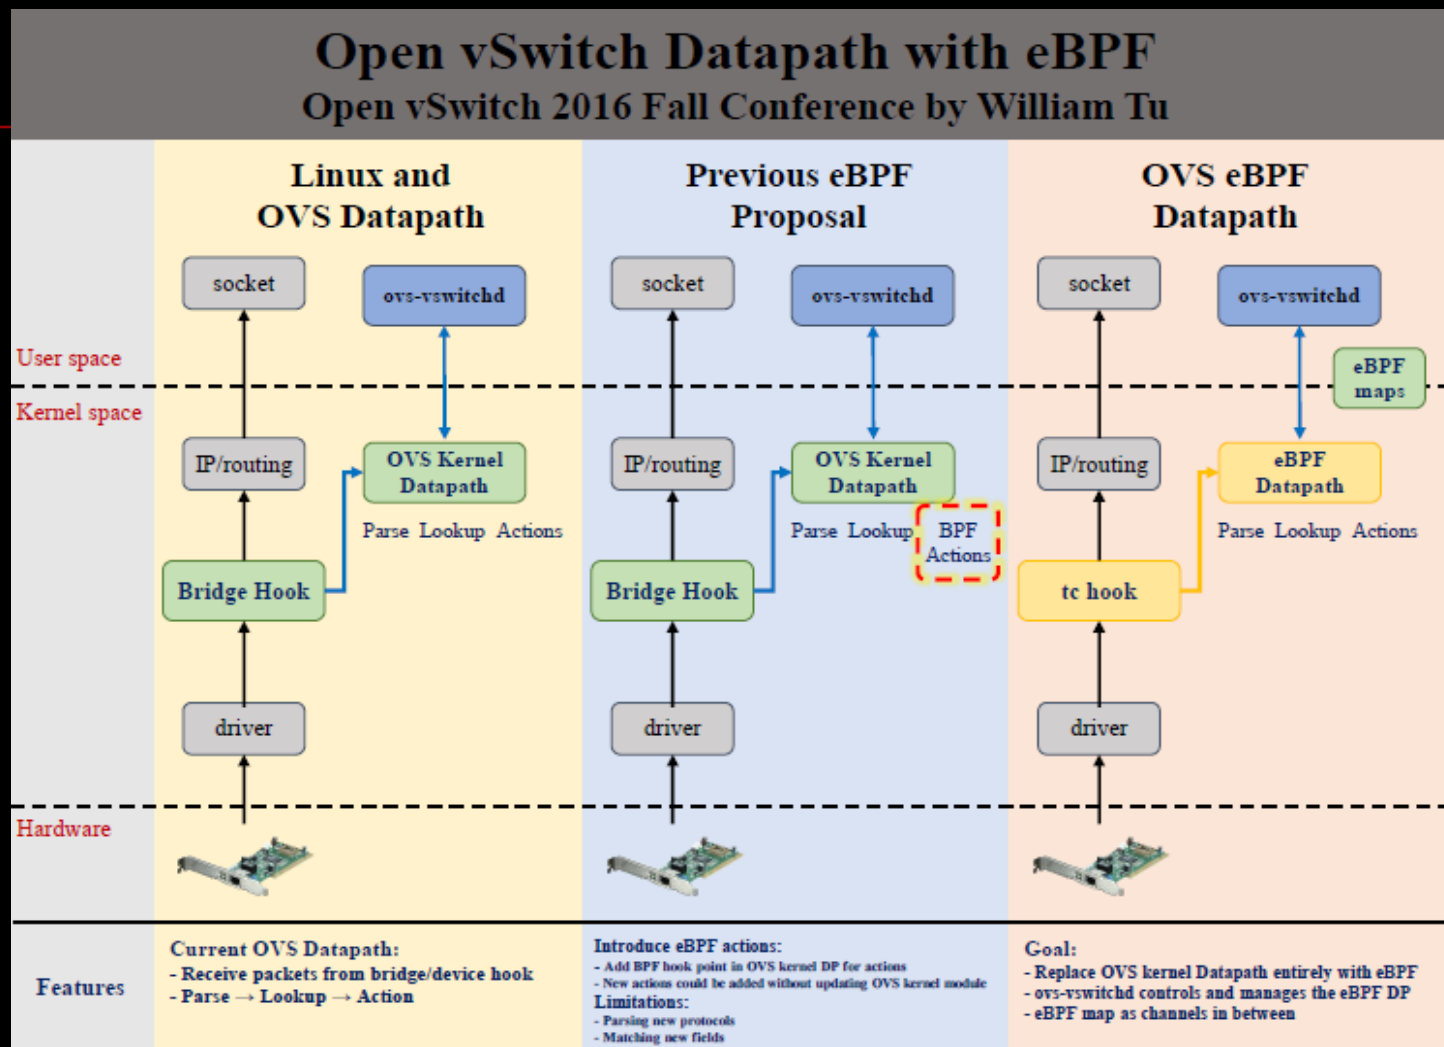 Open vSwitch Datapath with eBPF
Open vSwitch 2016 Fall Conference by William Tu
User space
Kernel space
Hardware
Linux and
OVS Datapath
socket
ovs-vswitchd
IP/routing
OVS Kernel
Datapath
Parse Lookup Actions
Bridge Hook
driver
Previous eBPF
Proposal
socket
ovs-vswitchd
IP/routing
OVS Kernel
Datapath
Parse Lookup BPF
Actions
Bridge Hook
driver
OVS eBPF
Datapath
socket
ovs-vswitchd
eBPF
maps
IP/routing
eBPF
Datapath
Parse Lookup Actions
tc hook
driver
Features
Current OVS Datapath:
- Receive packets from bridge/device hook
- Parse → Lookup → Action
Introduce eBPF actions:
- Add BPF hook point in OVS kernel DP for actions
- New actions could be added without updating OVS kernel module
Limitations:
- Parsing new protocols
- Matching new fields
Goal:
- Replace OVS kernel Datapath entirely with eBPF
- ovs-vswitchd controls and manages the eBPF DP
- eBPF map as channels in between